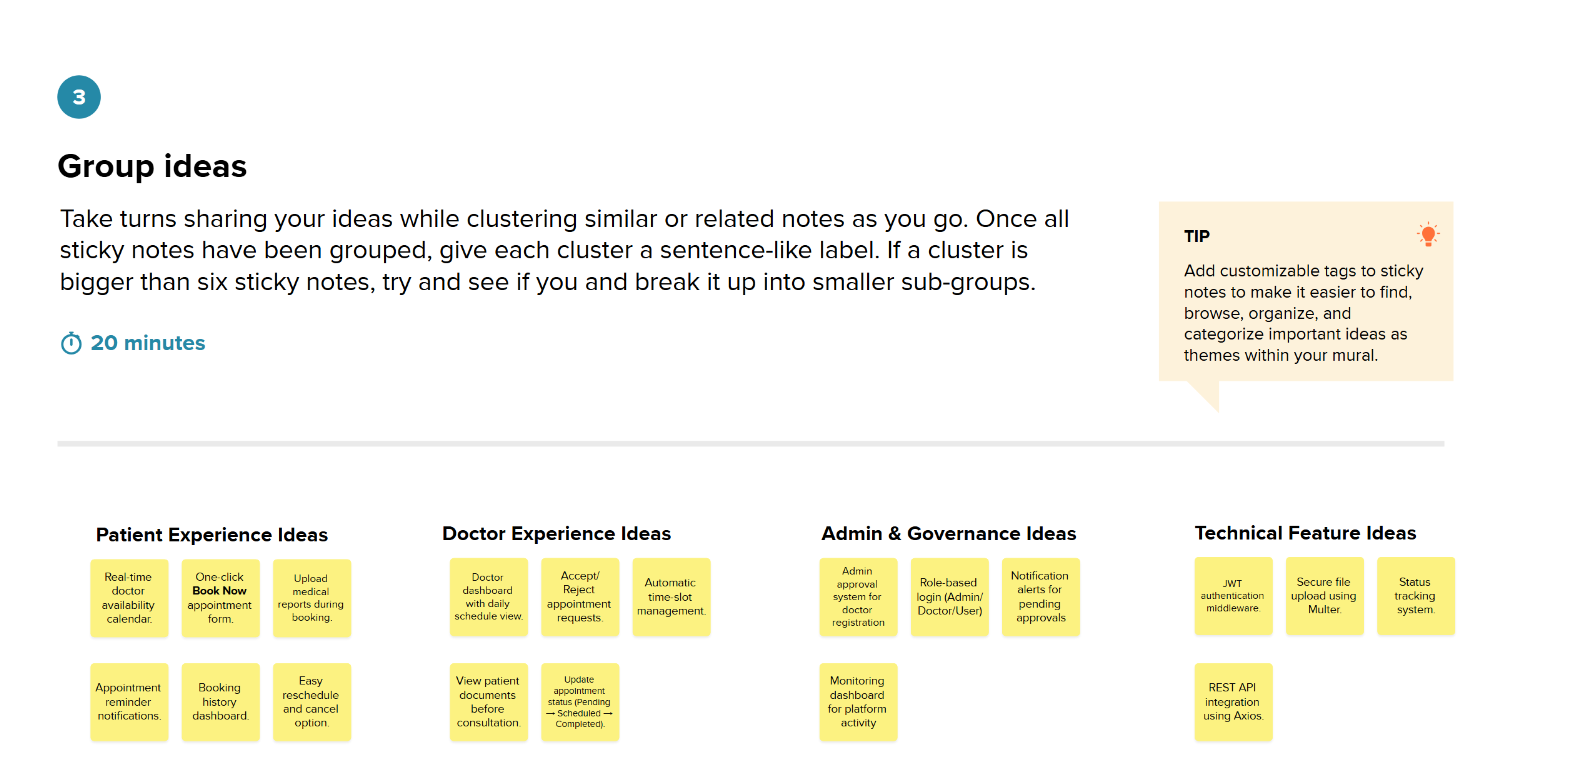 3
Group ideas
Take turns sharing your ideas while clustering similar or related notes as you go. Once all
sticky notes have been grouped, give each cluster a sentence-like label. If a cluster is
bigger than six sticky notes, try and see if you and break it up into smaller sub-groups.
20 minutes
TIP
Add customizable tags to sticky
notes to make it easier to find,
browse, organize, and
categorize important ideas as
themes within your mural.
Patient Experience Ideas
Real-time
doctor
availability
calendar.
One-click
Book Now
appointment
form.
Upload
medical
reports during
booking.
Appointment
reminder
notifications.
Booking
history
dashboard.
Easy
reschedule
and cancel
option.
Doctor Experience Ideas
Doctor
dashboard
with daily
schedule view.
Accept/
Reject
appointment
requests.
Automatic
time-slot
management.
View patient
documents
before
consultation.
Update
appointment
status (Pending
→ Scheduled →
Completed).
Admin & Governance Ideas
Admin
approval
system for
doctor
registration
Role-based
login (Admin/
Doctor/User)
Notification
alerts for
pending
approvals
Monitoring
dashboard
for platform
activity
Technical Feature Ideas
JWT
authentication
middleware.
Secure file
upload using
Multer.
Status
tracking
system.
REST API
integration
using Axios.